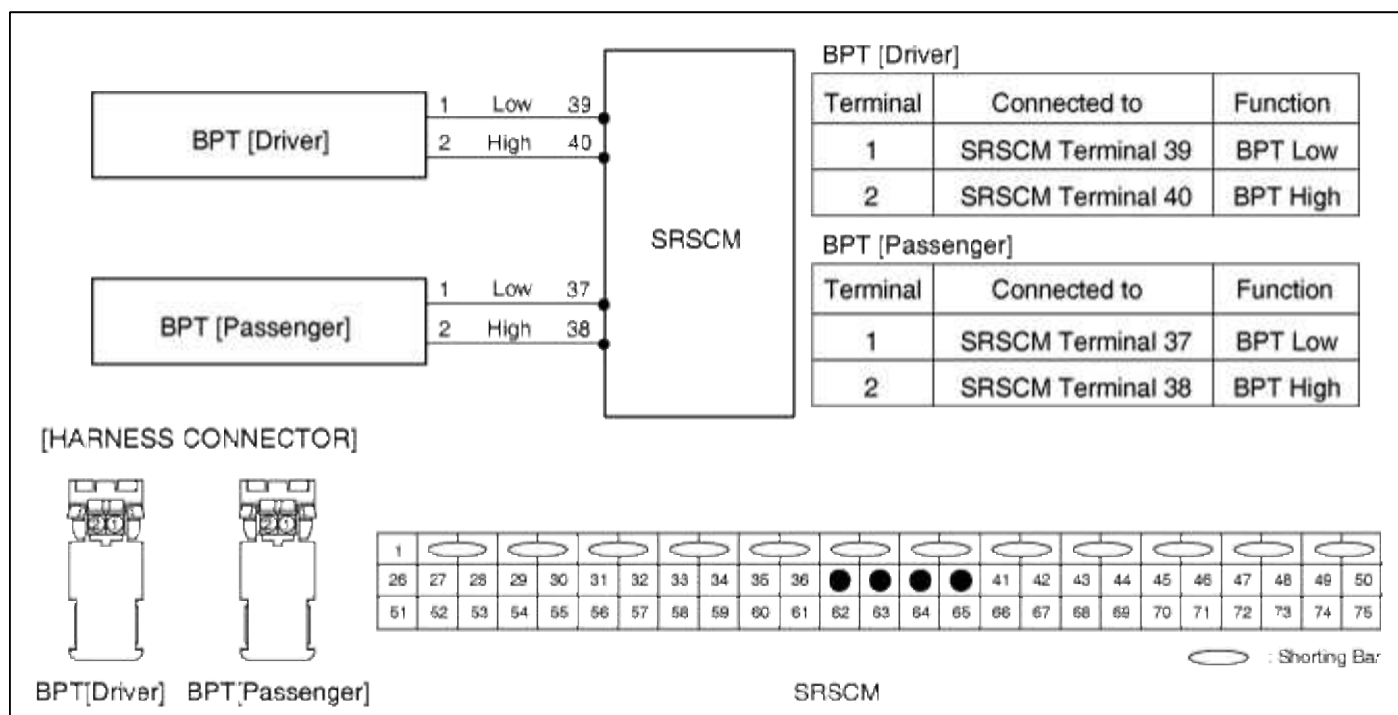 BPT [Driver]
1 Low 39
2 High 40
BPT [Passenger]
1 Low 37
2 High 38
SRSCM
BPT [Driver]
Terminal Connected to Function
1 SRSCM Terminal 39 BPT Low
2 SRSCM Terminal 40 BPT High
BPT [Passenger]
Terminal Connected to Function
1 SRSCM Terminal 37 BPT Low
2 SRSCM Terminal 38 BPT High
[HARNESS CONNECTOR]
2 1
2 1
BPT[Driver] BPT[Passenger]
1
26 27 28 29 30 31 32 33 34 35 36 41 42 43 44 45 46 47 48 49 50
51 52 53 54 55 56 57 58 59 60 61 62 63 64 65 66 67 68 69 70 71 72 73 74 75
: Shorting Bar
SRSCM